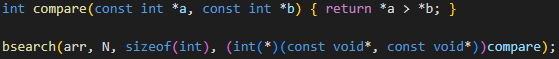 int compare(const int *a, const int *b) { return *a > *b; }
bsearch(arr, N, sizeof(int), (int(*)(const void*, const void*))compare);